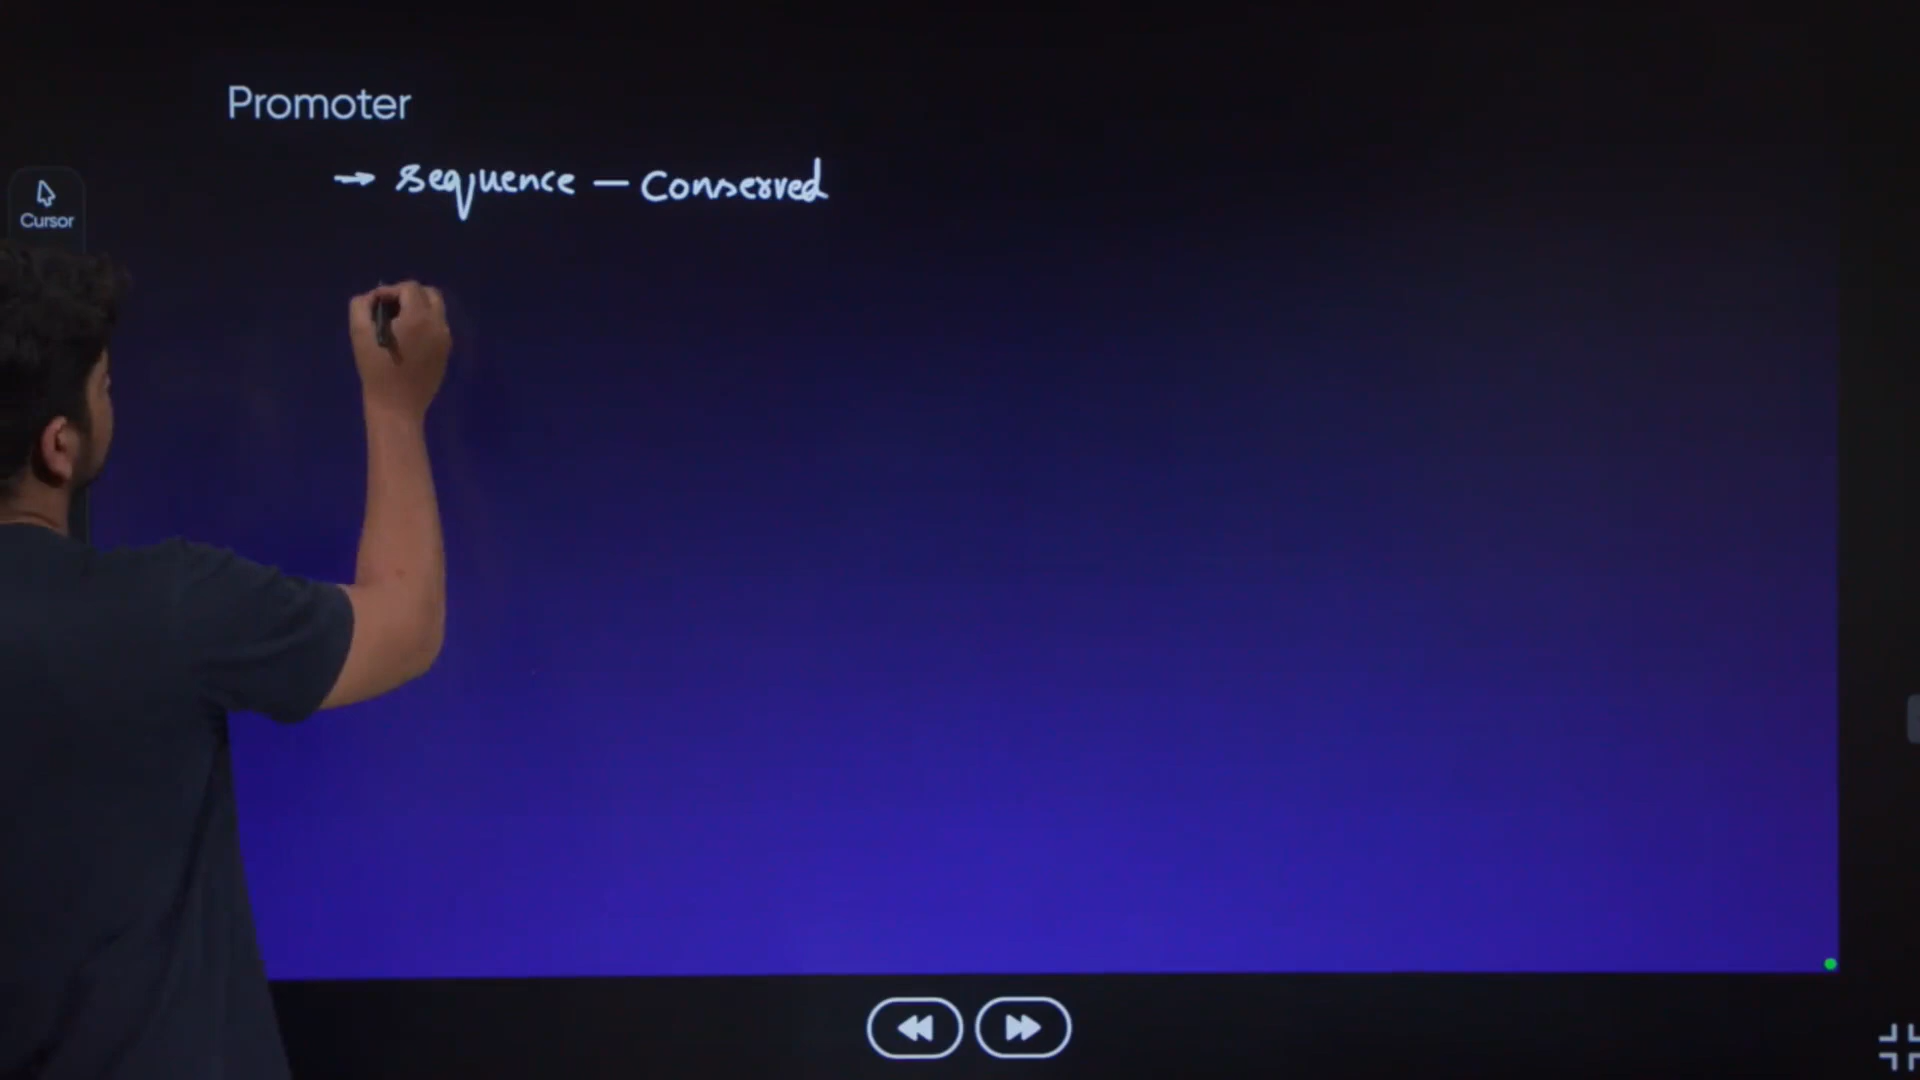 Promoter
→ sequence — Conserved
Cursor